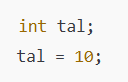 int tal;
tal = 10;